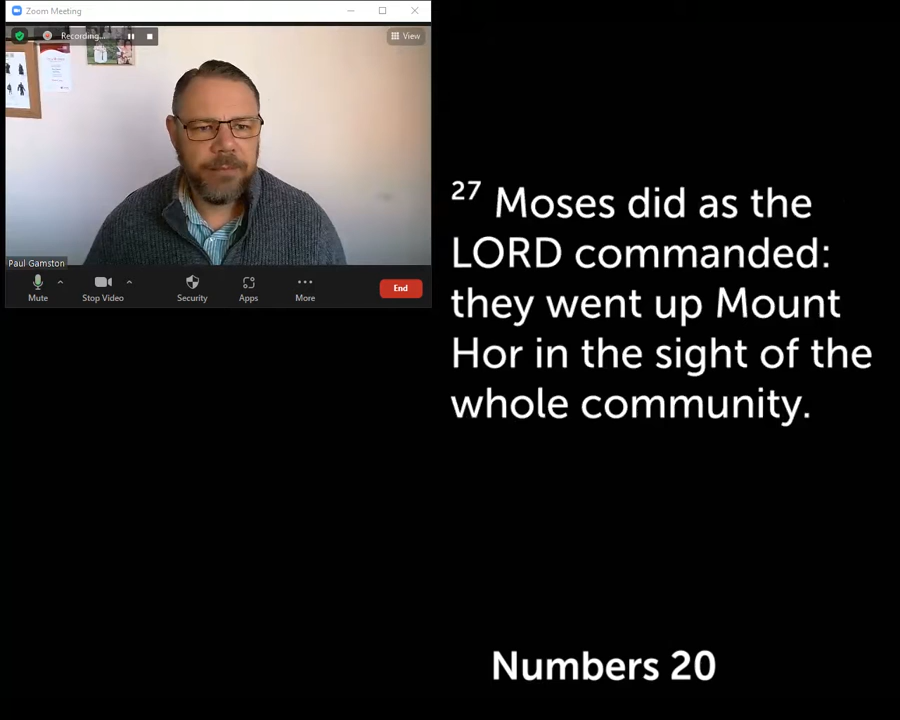 Zoom Meeting
Recording...
View
Paul Gamston
Mute
Stop Video
Security
Apps
More
End
27 Moses did as the
LORD commanded:
they went up Mount
Hor in the sight of the
whole community.
Numbers 20